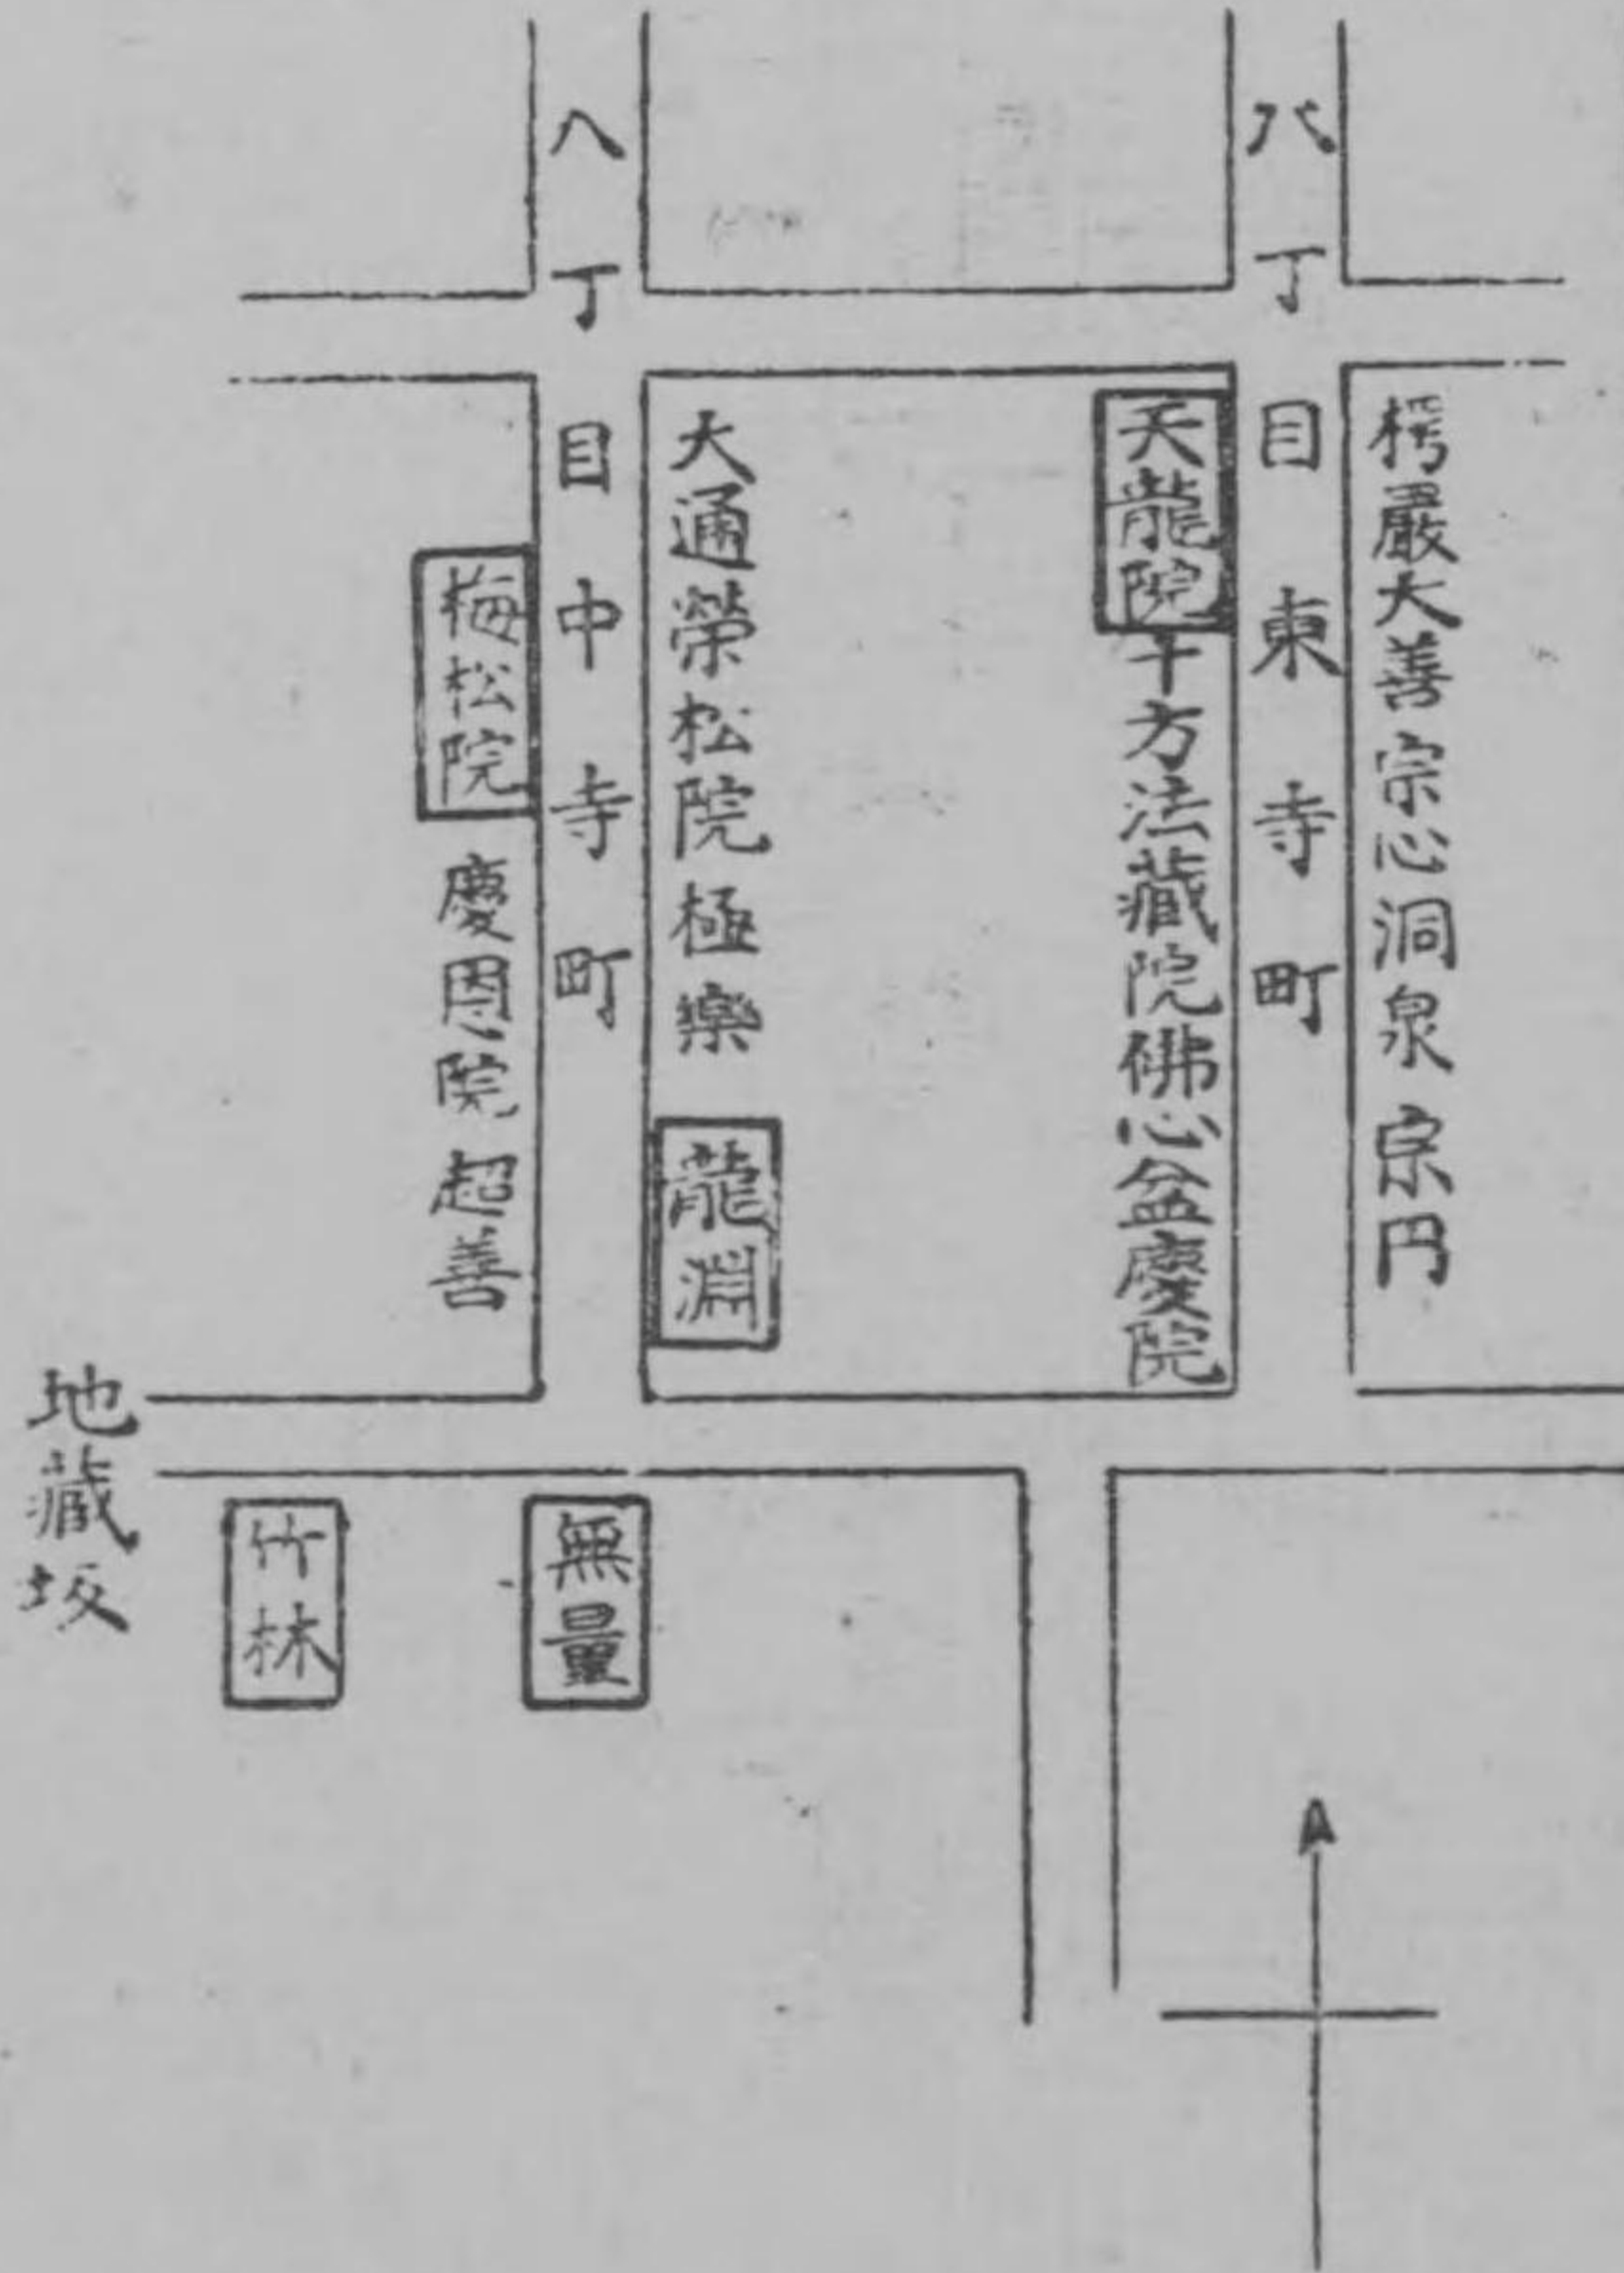 楞嚴大善宗心洞泉宗円
八丁目東寺町
天龍院
十方法藏院佛心盆慶院
大通榮松院極樂
龍淵
八丁目中寺町
梅松院
慶恩院超善
無量
竹林
地藏坂